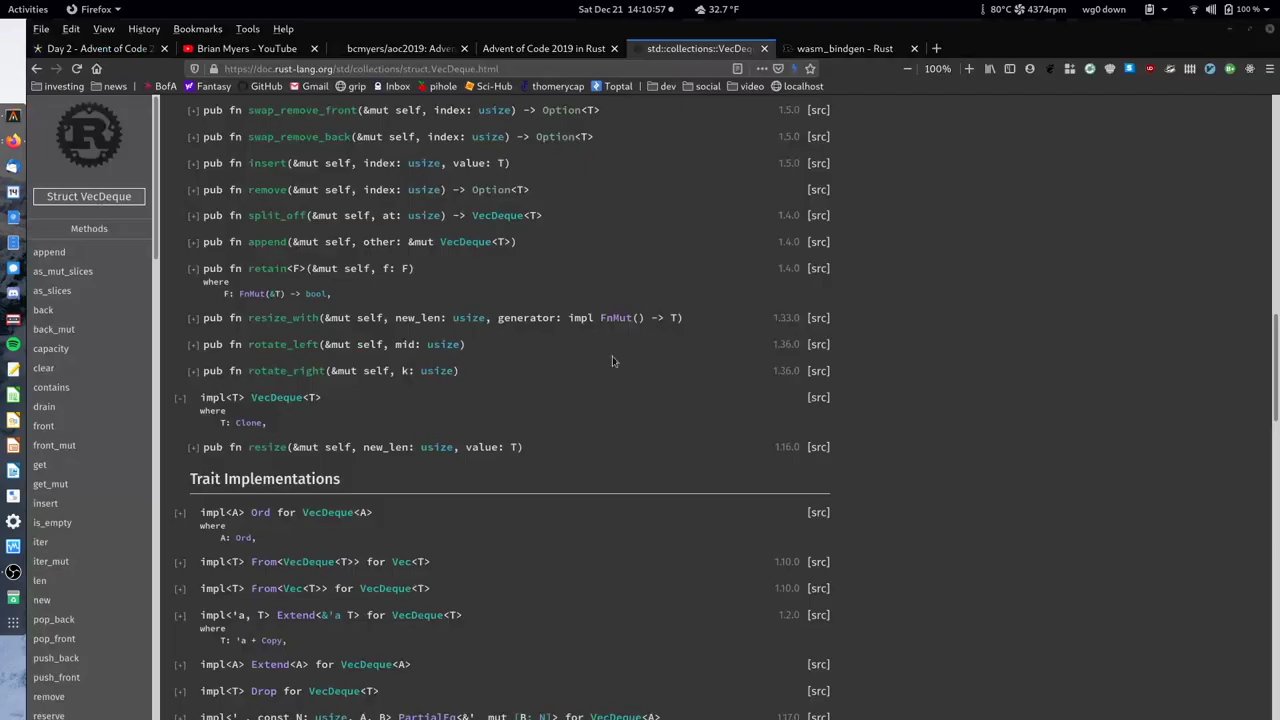 Activities
Firefox
Sat Dec 21 14:10:57
32.7 °F
80°C
4374rpm
wg0 down
100 %
File Edit View History Bookmarks Tools Help
Day 2 - Advent of Code 2
Brian Myers - YouTube
bcmyers/aoc2019: Adver
Advent of Code 2019 in Rust
std::collections::VecDeq
wasm_bindgen - Rust
https://doc.rust-lang.org/std/collections/struct.VecDeque.html
100%
investing
news
BofA
Fantasy
GitHub
Gmail
grip
Inbox
pihole
Sci-Hub
thomerycap
Toptal
dev
social
video
localhost
Struct VecDeque
Methods
append
as_mut_slices
as_slices
back
back_mut
capacity
clear
contains
drain
front
front_mut
get
get_mut
insert
is_empty
iter
iter_mut
len
new
pop_back
pop_front
push_back
push_front
remove
reserve
[+] pub fn swap_remove_front(&mut self, index: usize) -> Option<T> 1.5.0 [src]
[+] pub fn swap_remove_back(&mut self, index: usize) -> Option<T> 1.5.0 [src]
[+] pub fn insert(&mut self, index: usize, value: T) 1.5.0 [src]
[+] pub fn remove(&mut self, index: usize) -> Option<T> [src]
[+] pub fn split_off(&mut self, at: usize) -> VecDeque<T> 1.4.0 [src]
[+] pub fn append(&mut self, other: &mut VecDeque<T>) 1.4.0 [src]
[+] pub fn retain<F>(&mut self, f: F) 1.4.0 [src]
where
F: FnMut(&T) -> bool,
[+] pub fn resize_with(&mut self, new_len: usize, generator: impl FnMut() -> T) 1.33.0 [src]
[+] pub fn rotate_left(&mut self, mid: usize) 1.36.0 [src]
[+] pub fn rotate_right(&mut self, k: usize) 1.36.0 [src]
[-] impl<T> VecDeque<T> [src]
where
T: Clone,
[+] pub fn resize(&mut self, new_len: usize, value: T) 1.16.0 [src]
Trait Implementations
[+] impl<A> Ord for VecDeque<A> [src]
where
A: Ord,
[+] impl<T> From<VecDeque<T>> for Vec<T> 1.10.0 [src]
[+] impl<T> From<Vec<T>> for VecDeque<T> 1.10.0 [src]
[+] impl<'a, T> Extend<&'a T> for VecDeque<T> 1.2.0 [src]
where
T: 'a + Copy,
[+] impl<A> Extend<A> for VecDeque<A> [src]
[+] impl<T> Drop for VecDeque<T> [src]
[+] impl<'_, const N: usize, A, B> PartialEq<&'_ mut [B; N]> for VecDeque<A> 1.17.0 [src]